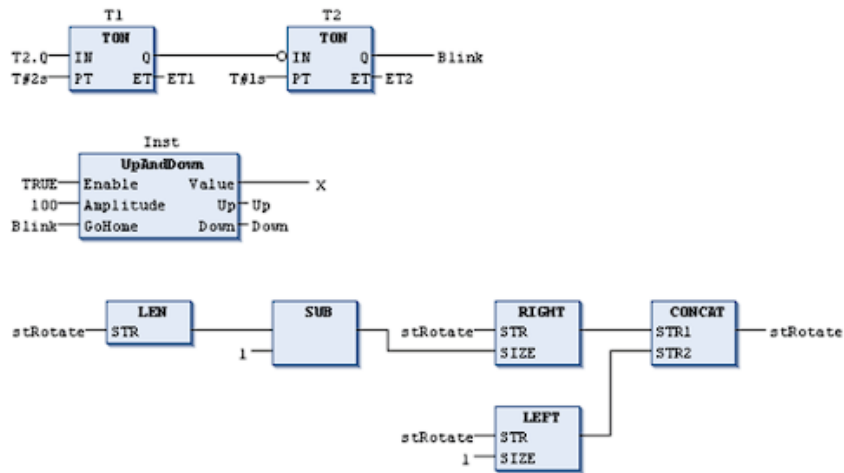 T1 T2
TON TON
T2.Q IN Q IN Q Blink
T#2s PT ET ET1 T#1s PT ET ET2
Inst
UpAndDown
TRUE Enable Value X
100 Amplitude Up Up
Blink GoHome Down Down
LEN SUB RIGHT CONCAT
stRotate STR stRotate STR STR1 stRotate
1 SIZE STR2
LEFT
stRotate STR
1 SIZE